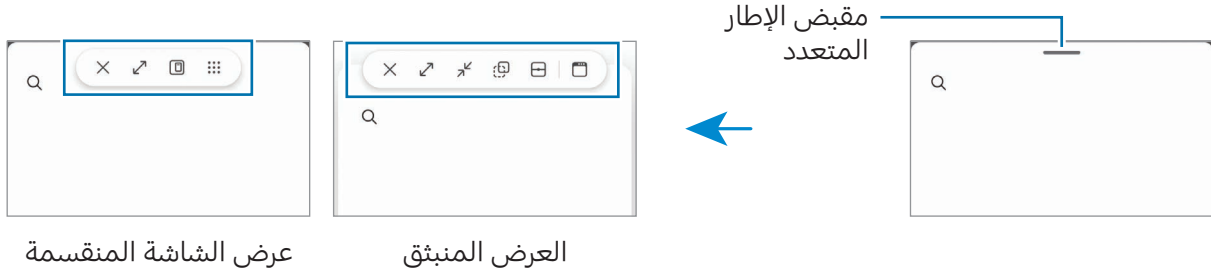 مقبض الإطار
المتعدد
العرض المنبثق
عرض الشاشة المنقسمة